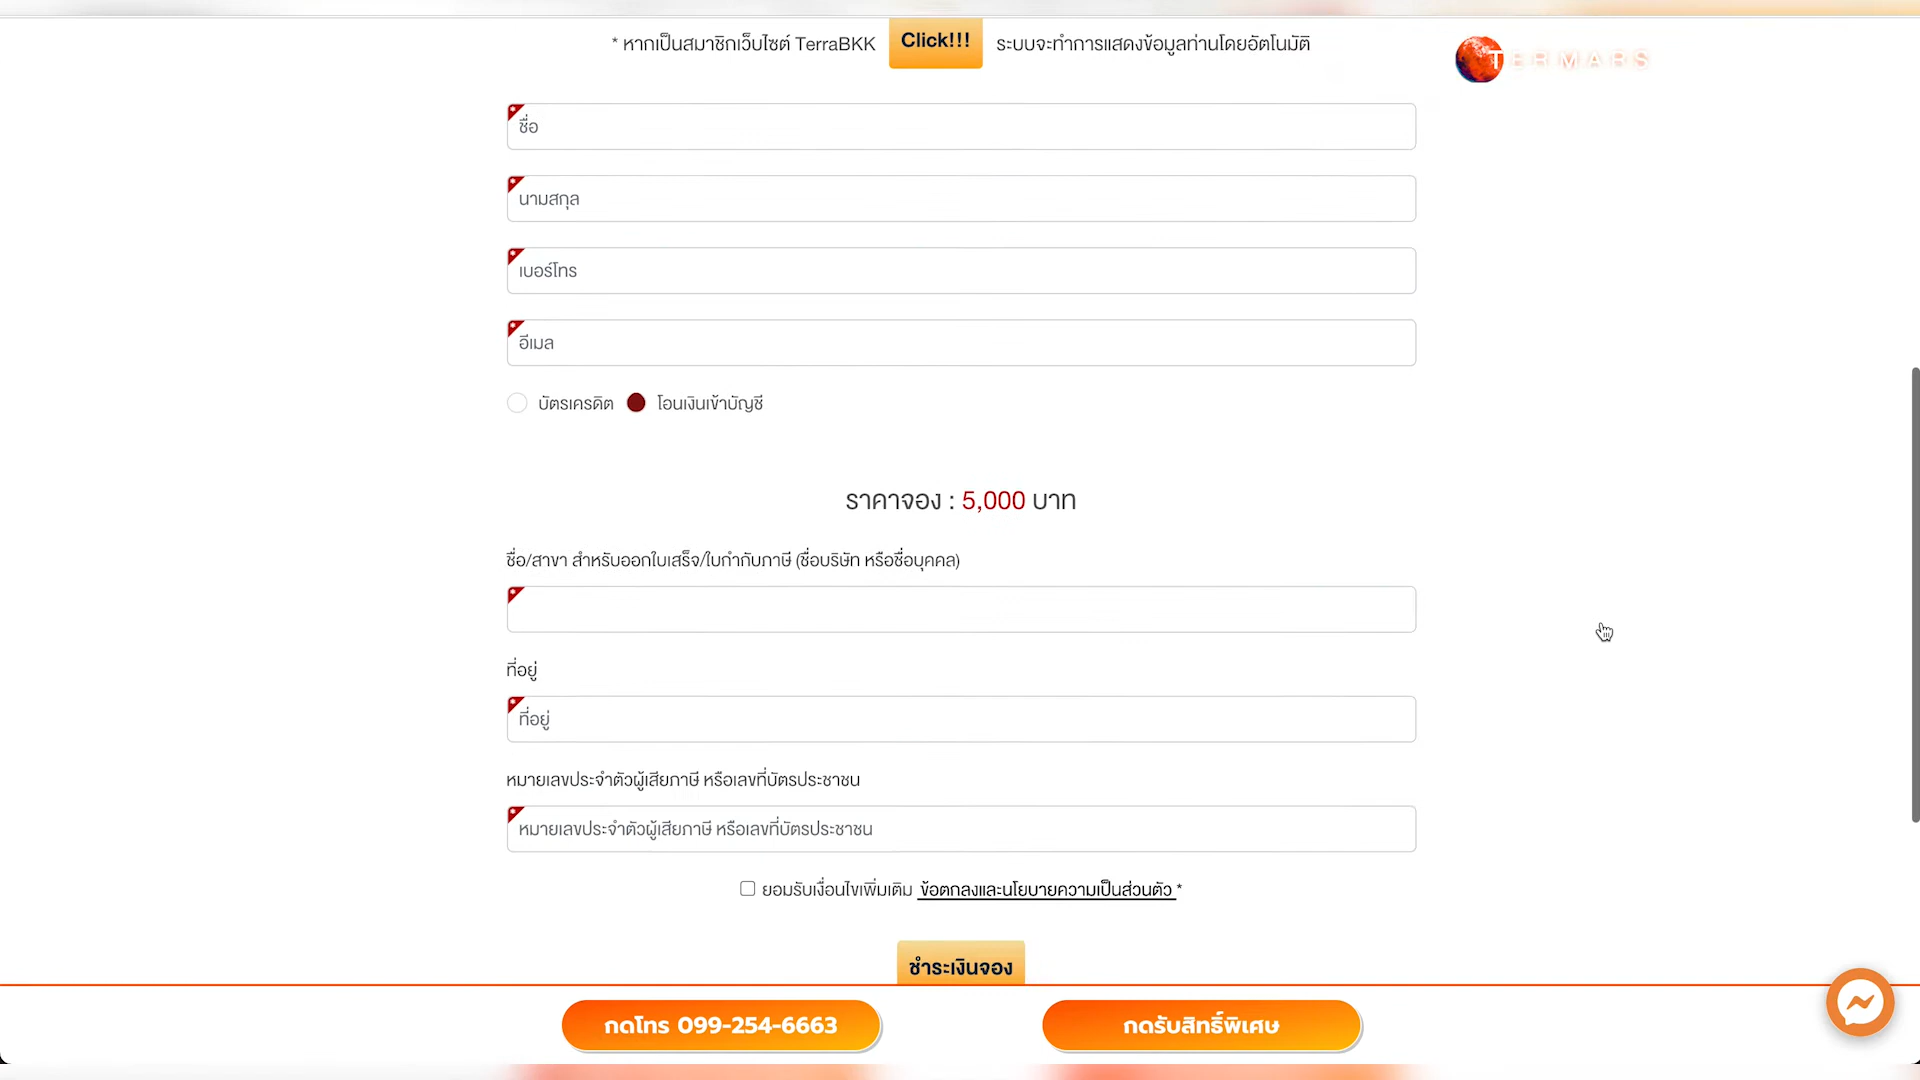 * หากเป็นสมาชิกเว็บไซต์ TerraBKK Click!!! ระบบจะทำการแสดงข้อมูลท่านโดยอัตโนมัติ
TERMARS
ชื่อ
นามสกุล
เบอร์โทร
อีเมล
บัตรเครดิต โอนเงินเข้าบัญชี
ราคาจอง : 5,000 บาท
ชื่อ/สาขา สำหรับออกใบเสร็จ/ใบกำกับภาษี (ชื่อบริษัท หรือชื่อบุคคล)
ที่อยู่
ที่อยู่
หมายเลขประจำตัวผู้เสียภาษี หรือเลขที่บัตรประชาชน
หมายเลขประจำตัวผู้เสียภาษี หรือเลขที่บัตรประชาชน
ยอมรับเงื่อนไขเพิ่มเติม ข้อตกลงและนโยบายความเป็นส่วนตัว *
ชำระเงินจอง
กดโทร 099-254-6663
กดรับสิทธิ์พิเศษ